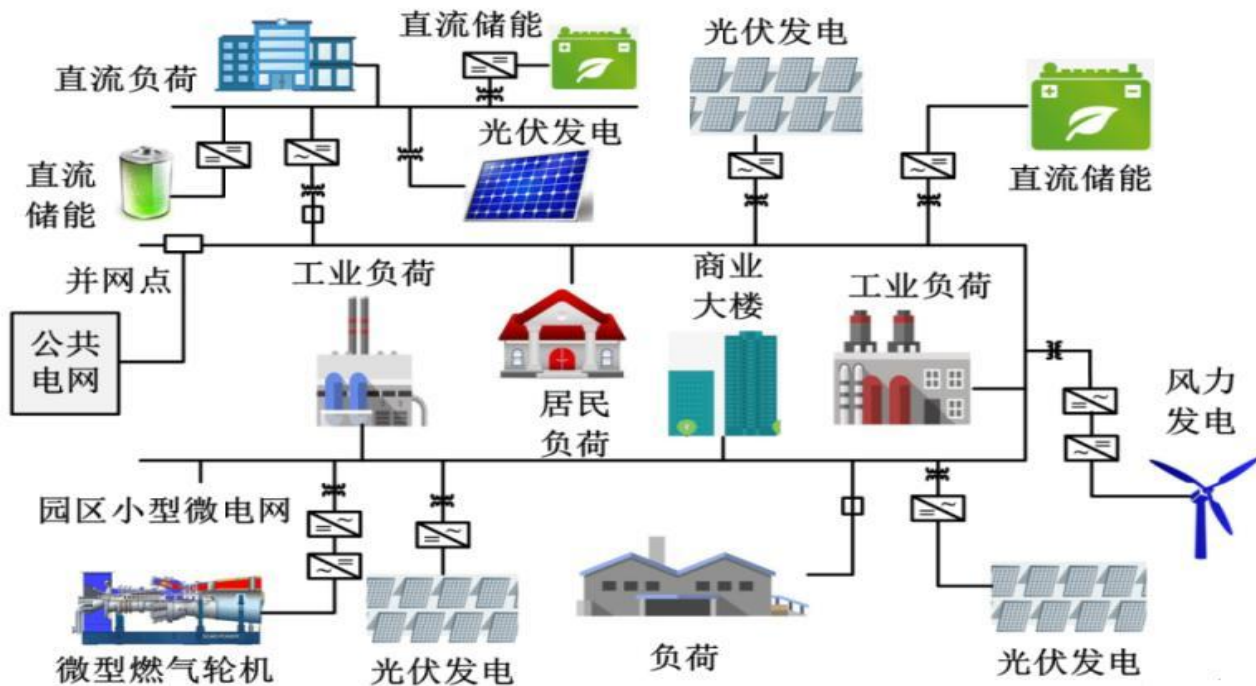 直流储能
光伏发电
直流负荷
光伏发电
直流
储能
直流储能
并网点
工业负荷
商业
大楼
工业负荷
公共
电网
居民
负荷
风力
发电
园区小型微电网
微型燃气轮机
光伏发电
负荷
光伏发电